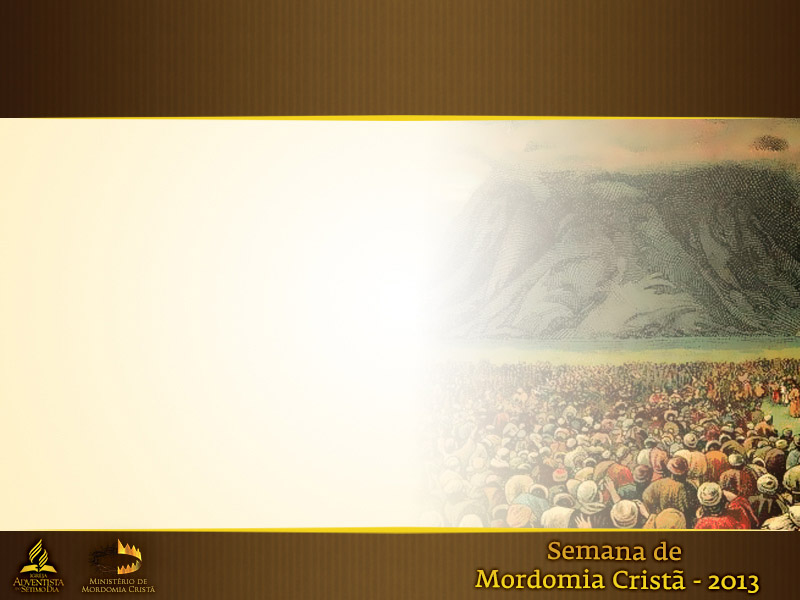 Semana de
Mordomia Cristã - 2013
IGREJA
ADVENTISTA
DO SÉTIMO DIA
MINISTÉRIO DE
MORDOMIA CRISTÃ